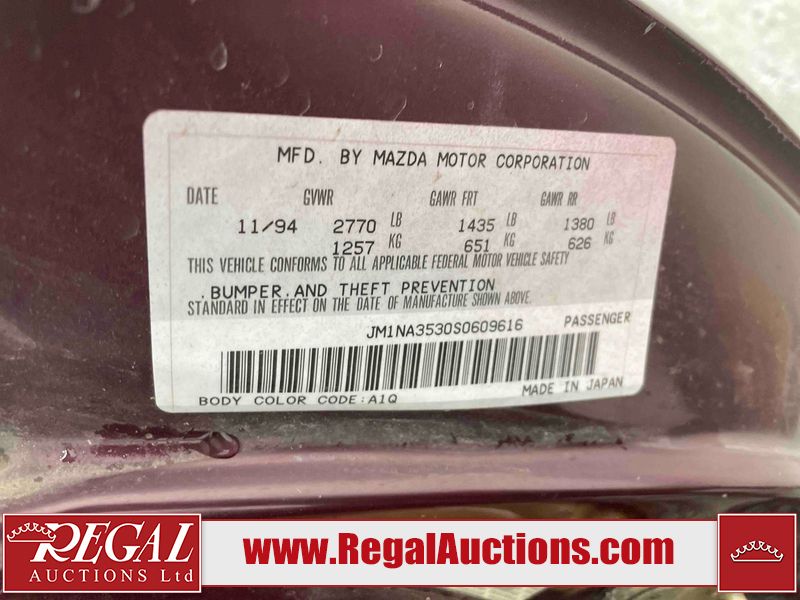 MFD. BY MAZDA MOTOR CORPORATION
DATE GVWR GAWR FRT GAWR RR
11/94 2770 LB 1435 LB 1380 LB
1257 KG 651 KG 626 KG
THIS VEHICLE CONFORMS TO ALL APPLICABLE FEDERAL MOTOR VEHICLE SAFETY
,BUMPER,AND THEFT PREVENTION
STANDARD IN EFFECT ON THE DATE OF MANUFACTURE SHOWN ABOVE.
JM1NA3530S0609616 PASSENGER
BODY COLOR CODE:A1Q MADE IN JAPAN
REGAL
AUCTIONS Ltd
www.RegalAuctions.com